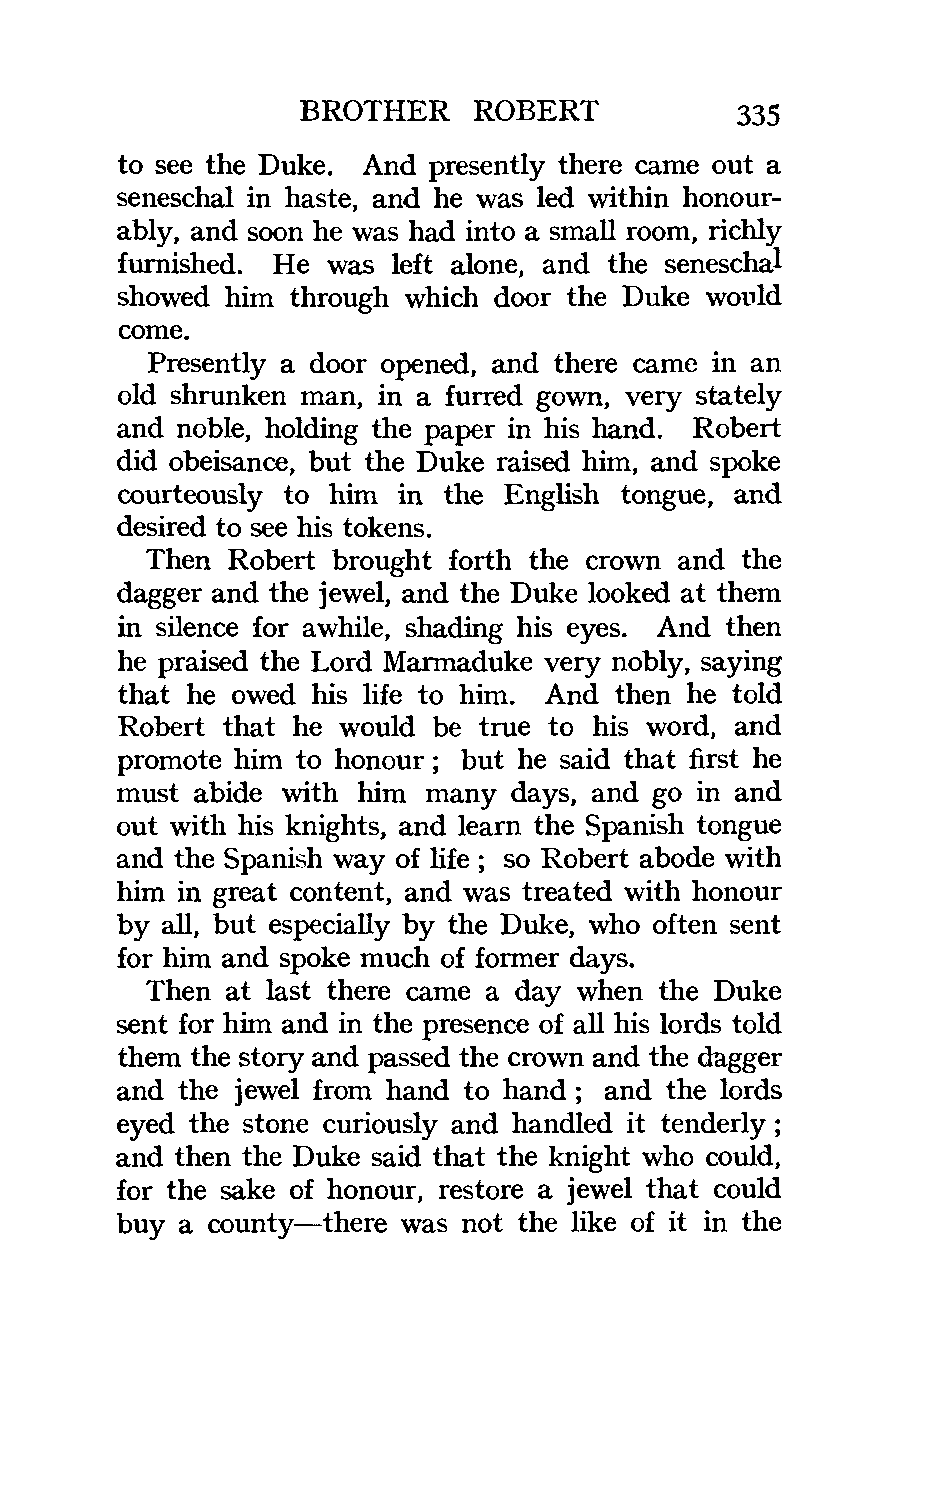 BROTHER ROBERT 335
to see the Duke. And presently there came out a
seneschal in haste, and he was led within honour-
ably, and soon he was had into a small room, richly
furnished. He was left alone, and the seneschal
showed him through which door the Duke would
come.
Presently a door opened, and there came in an
old shrunken man, in a furred gown, very stately
and noble, holding the paper in his hand. Robert
did obeisance, but the Duke raised him, and spoke
courteously to him in the English tongue, and
desired to see his tokens.
Then Robert brought forth the crown and the
dagger and the jewel, and the Duke looked at them
in silence for awhile, shading his eyes. And then
he praised the Lord Marmaduke very nobly, saying
that he owed his life to him. And then he told
Robert that he would be true to his word, and
promote him to honour ; but he said that first he
must abide with him many days, and go in and
out with his knights, and learn the Spanish tongue
and the Spanish way of life ; so Robert abode with
him in great content, and was treated with honour
by all, but especially by the Duke, who often sent
for him and spoke much of former days.
Then at last there came a day when the Duke
sent for him and in the presence of all his lords told
them the story and passed the crown and the dagger
and the jewel from hand to hand ; and the lords
eyed the stone curiously and handled it tenderly ;
and then the Duke said that the knight who could,
for the sake of honour, restore a jewel that could
buy a county—there was not the like of it in the